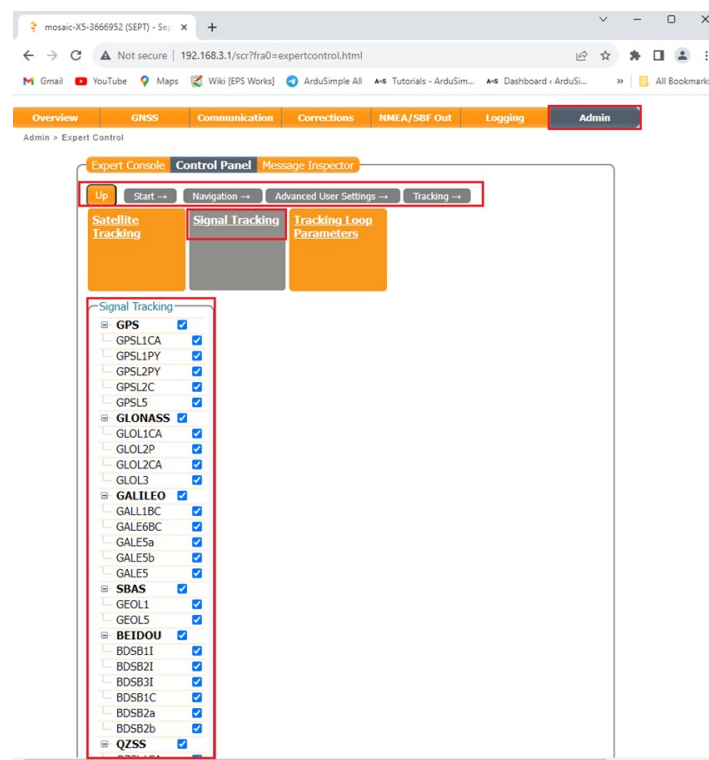 mosaic-X5-3666952 (SEPT) - Se
Not secure | 192.168.3.1/scr?fra0=expertcontrol.html
Gmail YouTube Maps Wiki [EPS Works] ArduSimple All Tutorials - ArduSim... Dashboard ‹ ArduSi... » All Bookmark
Overview GNSS Communication Corrections NMEA/SBF Out Logging Admin
Admin > Expert Control
Expert Console Control Panel Message Inspector
Up Start → Navigation → Advanced User Settings → Tracking →
Satellite Tracking
Signal Tracking
Tracking Loop Parameters
Signal Tracking
GPS
GPSL1CA
GPSL1PY
GPSL2PY
GPSL2C
GPSL5
GLONASS
GLOL1CA
GLOL2P
GLOL2CA
GLOL3
GALILEO
GALL1BC
GALE6BC
GALE5a
GALE5b
GALE5
SBAS
GEOL1
GEOL5
BEIDOU
BDSB1I
BDSB2I
BDSB3I
BDSB1C
BDSB2a
BDSB2b
QZSS